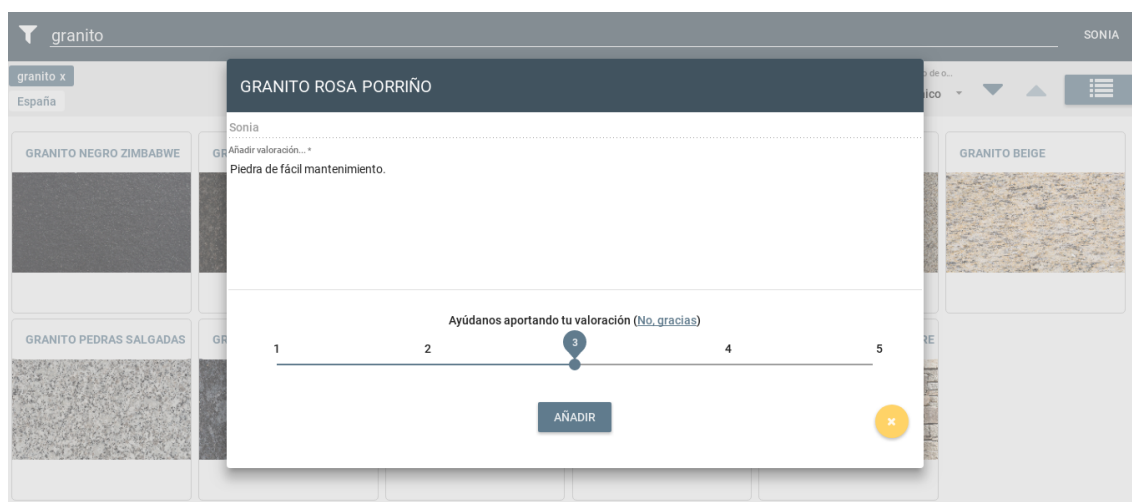 granito
SONIA
granito x
España
GRANITO ROSA PORRIÑO
Sonia
Añadir valoración... *
Piedra de fácil mantenimiento.
GRANITO NEGRO ZIMBABWE
GRANITO BEIGE
Ayúdanos aportando tu valoración (No, gracias)
1 2 3 4 5
GRANITO PEDRAS SALGADAS
AÑADIR